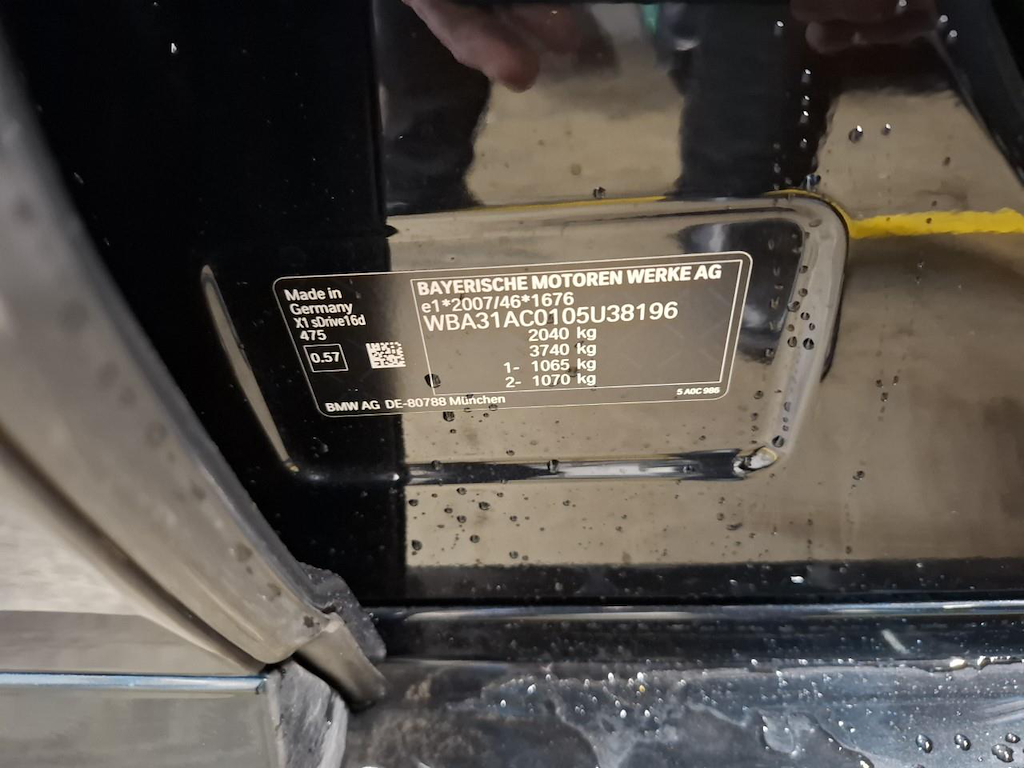 BAYERISCHE MOTOREN WERKE AG
e1*2007/46*1676
WBA31AC0105U38196
2040 kg
3740 kg
1- 1065 kg
2- 1070 kg
Made in
Germany
X1 sDrive16d
475
0.57
BMW AG DE-80788 München
5 A0C 986